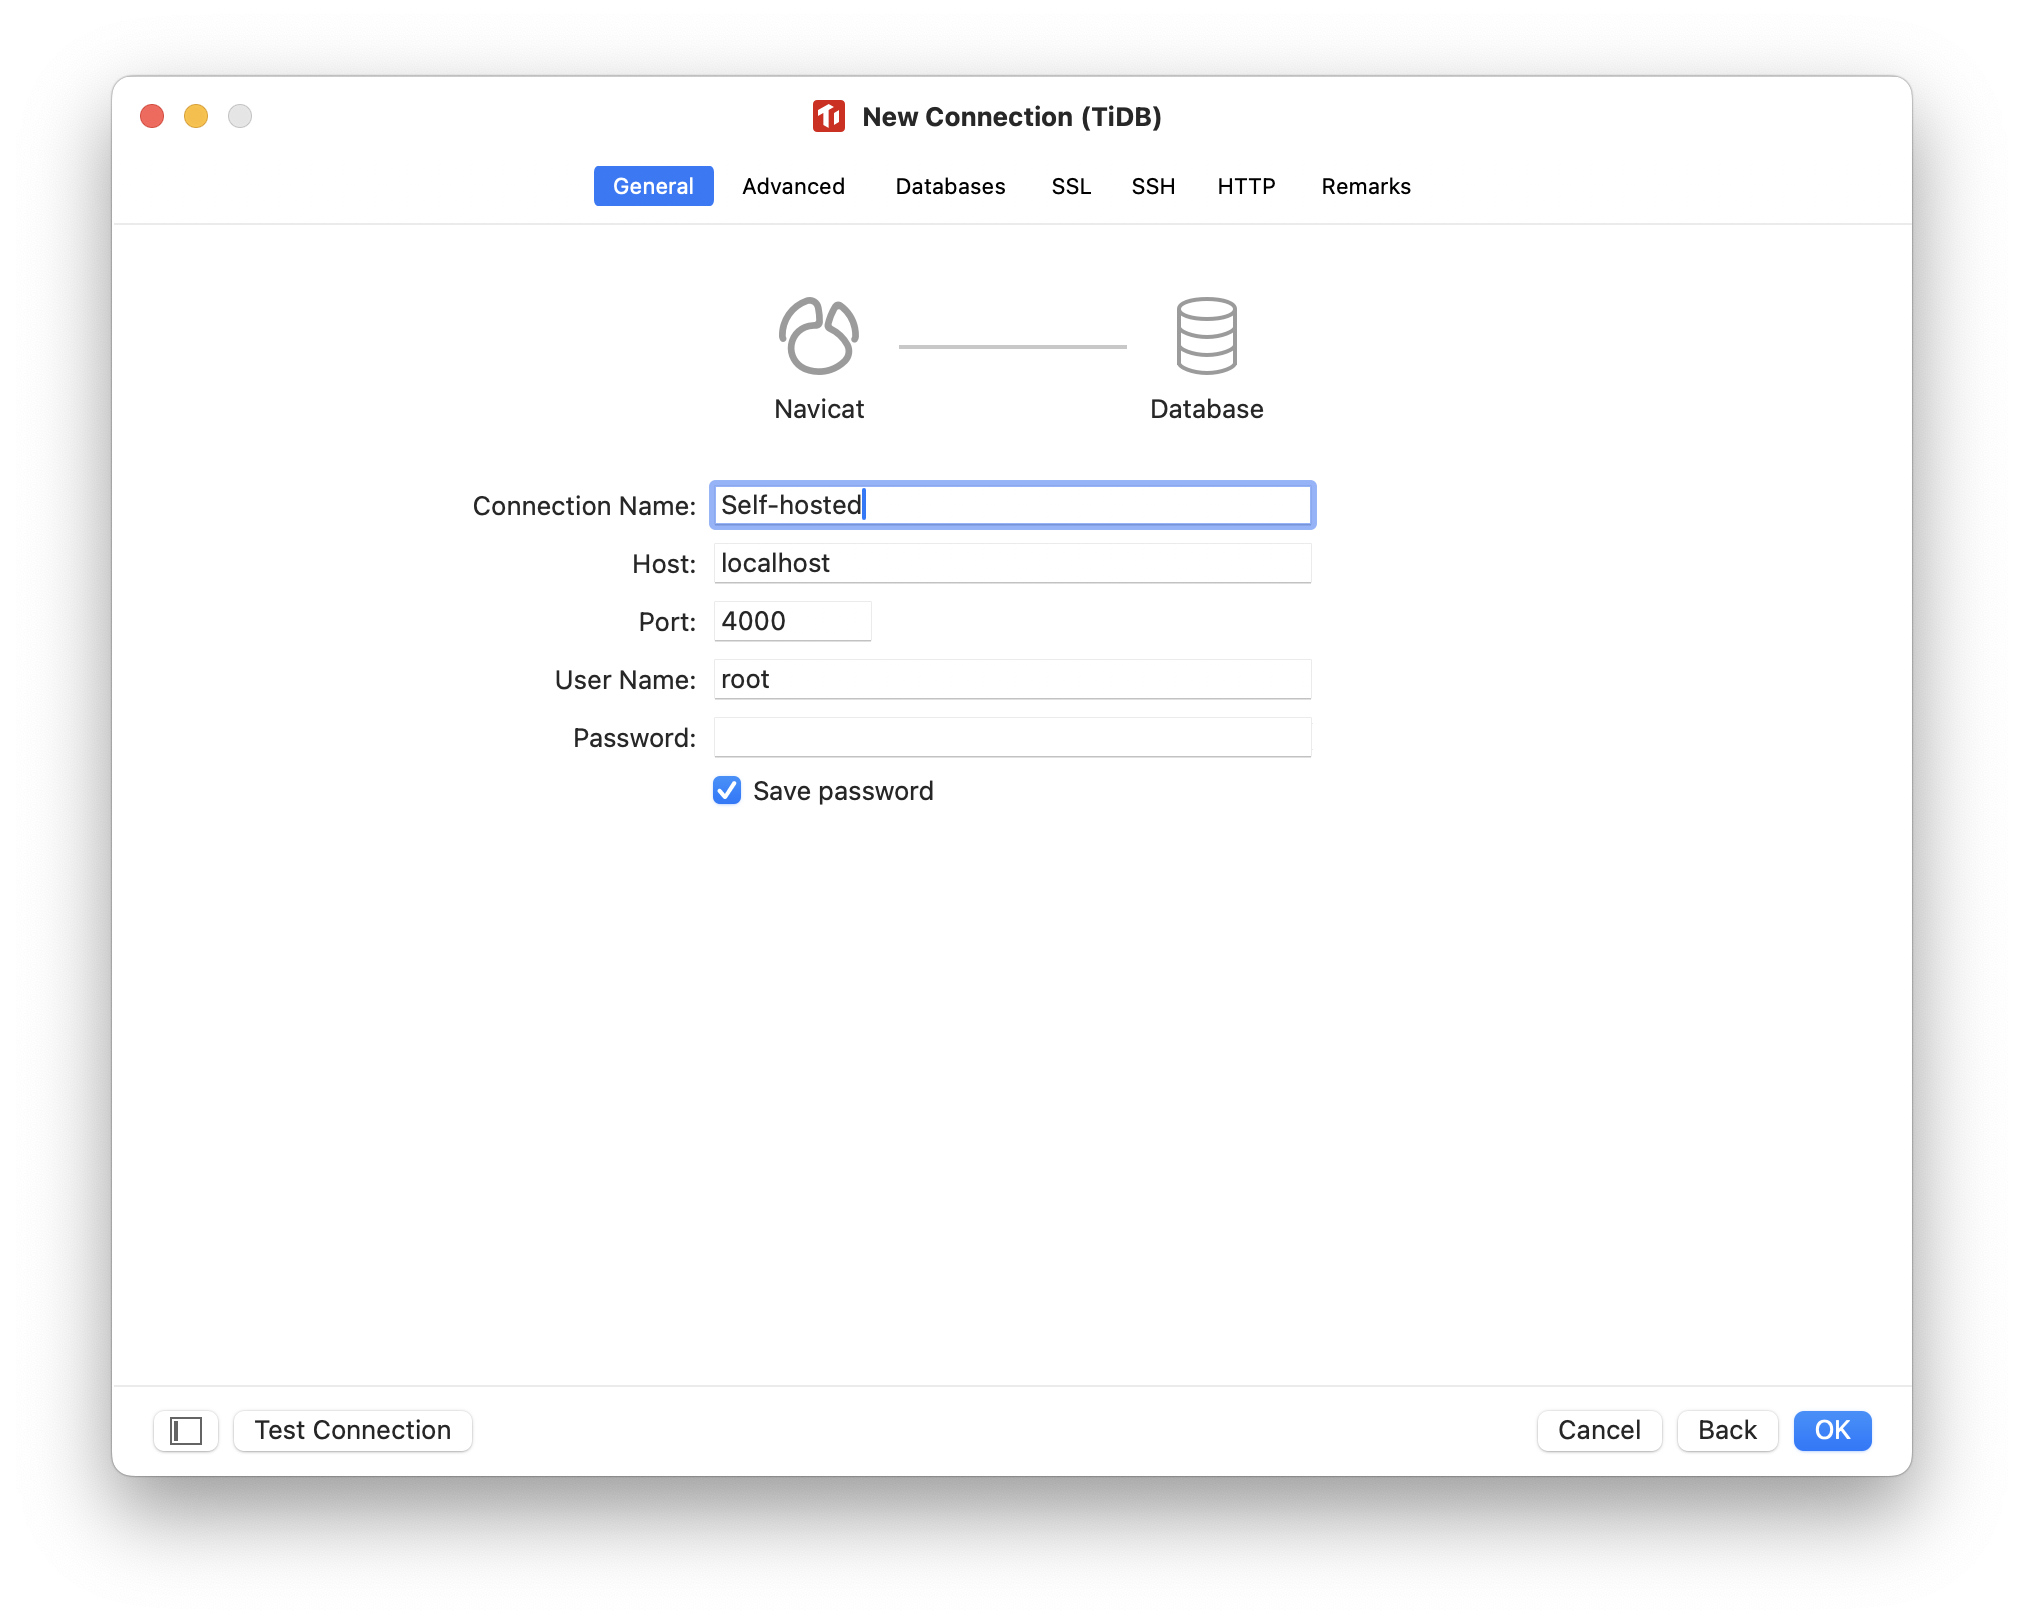 New Connection (TiDB)
General Advanced Databases SSL SSH HTTP Remarks
Navicat Database
Connection Name: Self-hosted
Host: localhost
Port: 4000
User Name: root
Password:
Save password
Test Connection Cancel Back OK